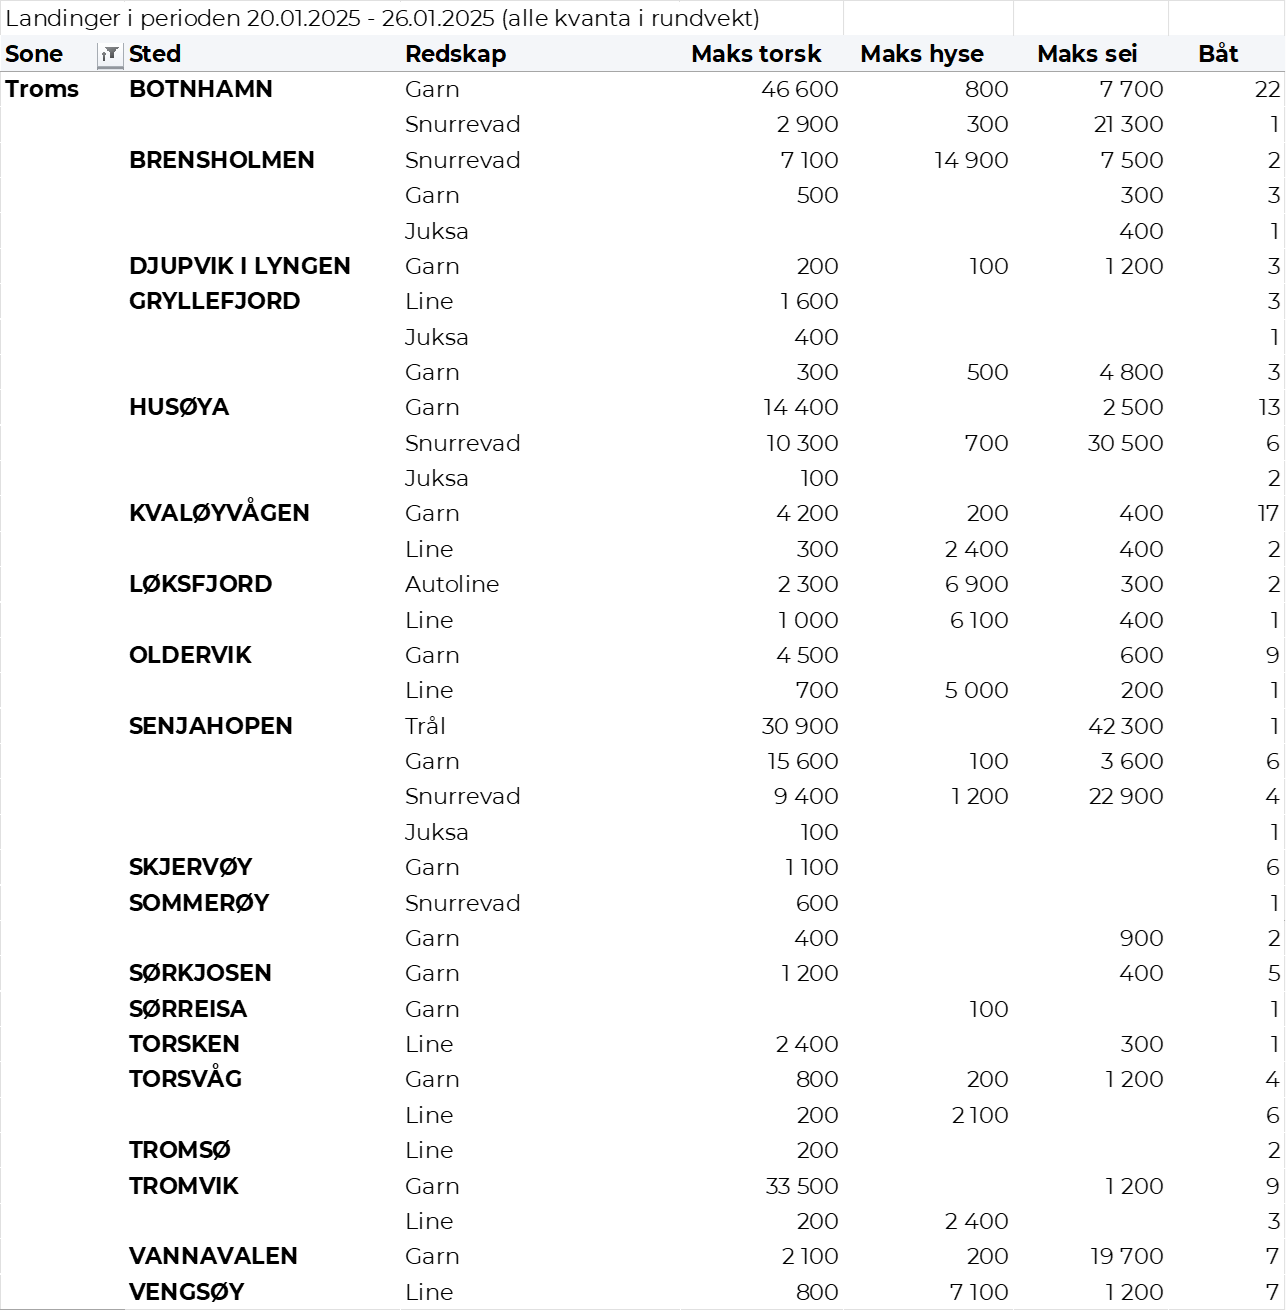 Landinger i perioden 20.01.2025 - 26.01.2025 (alle kvanta i rundvekt)
Sone Sted Redskap Maks torsk Maks hyse Maks sei Båt
Troms BOTNHAMN Garn 46 600 800 7 700 22
Snurrevad 2 900 300 21 300 1
BRENSHOLMEN Snurrevad 7 100 14 900 7 500 2
Garn 500 300 3
Juksa 400 1
DJUPVIK I LYNGEN Garn 200 100 1 200 3
GRYLLEFJORD Line 1 600 3
Juksa 400 1
Garn 300 500 4 800 3
HUSØYA Garn 14 400 2 500 13
Snurrevad 10 300 700 30 500 6
Juksa 100 2
KVALØYVÅGEN Garn 4 200 200 400 17
Line 300 2 400 400 2
LØKSFJORD Autoline 2 300 6 900 300 2
Line 1 000 6 100 400 1
OLDERVIK Garn 4 500 600 9
Line 700 5 000 200 1
SENJAHOPEN Trål 30 900 42 300 1
Garn 15 600 100 3 600 6
Snurrevad 9 400 1 200 22 900 4
Juksa 100 1
SKJERVØY Garn 1 100 6
SOMMERØY Snurrevad 600 1
Garn 400 900 2
SØRKJOSEN Garn 1 200 400 5
SØRREISA Garn 100 1
TORSKEN Line 2 400 300 1
TORSVÅG Garn 800 200 1 200 4
Line 200 2 100 6
TROMSØ Line 200 2
TROMVIK Garn 33 500 1 200 9
Line 200 2 400 3
VANNAVALEN Garn 2 100 200 19 700 7
VENGSØY Line 800 7 100 1 200 7